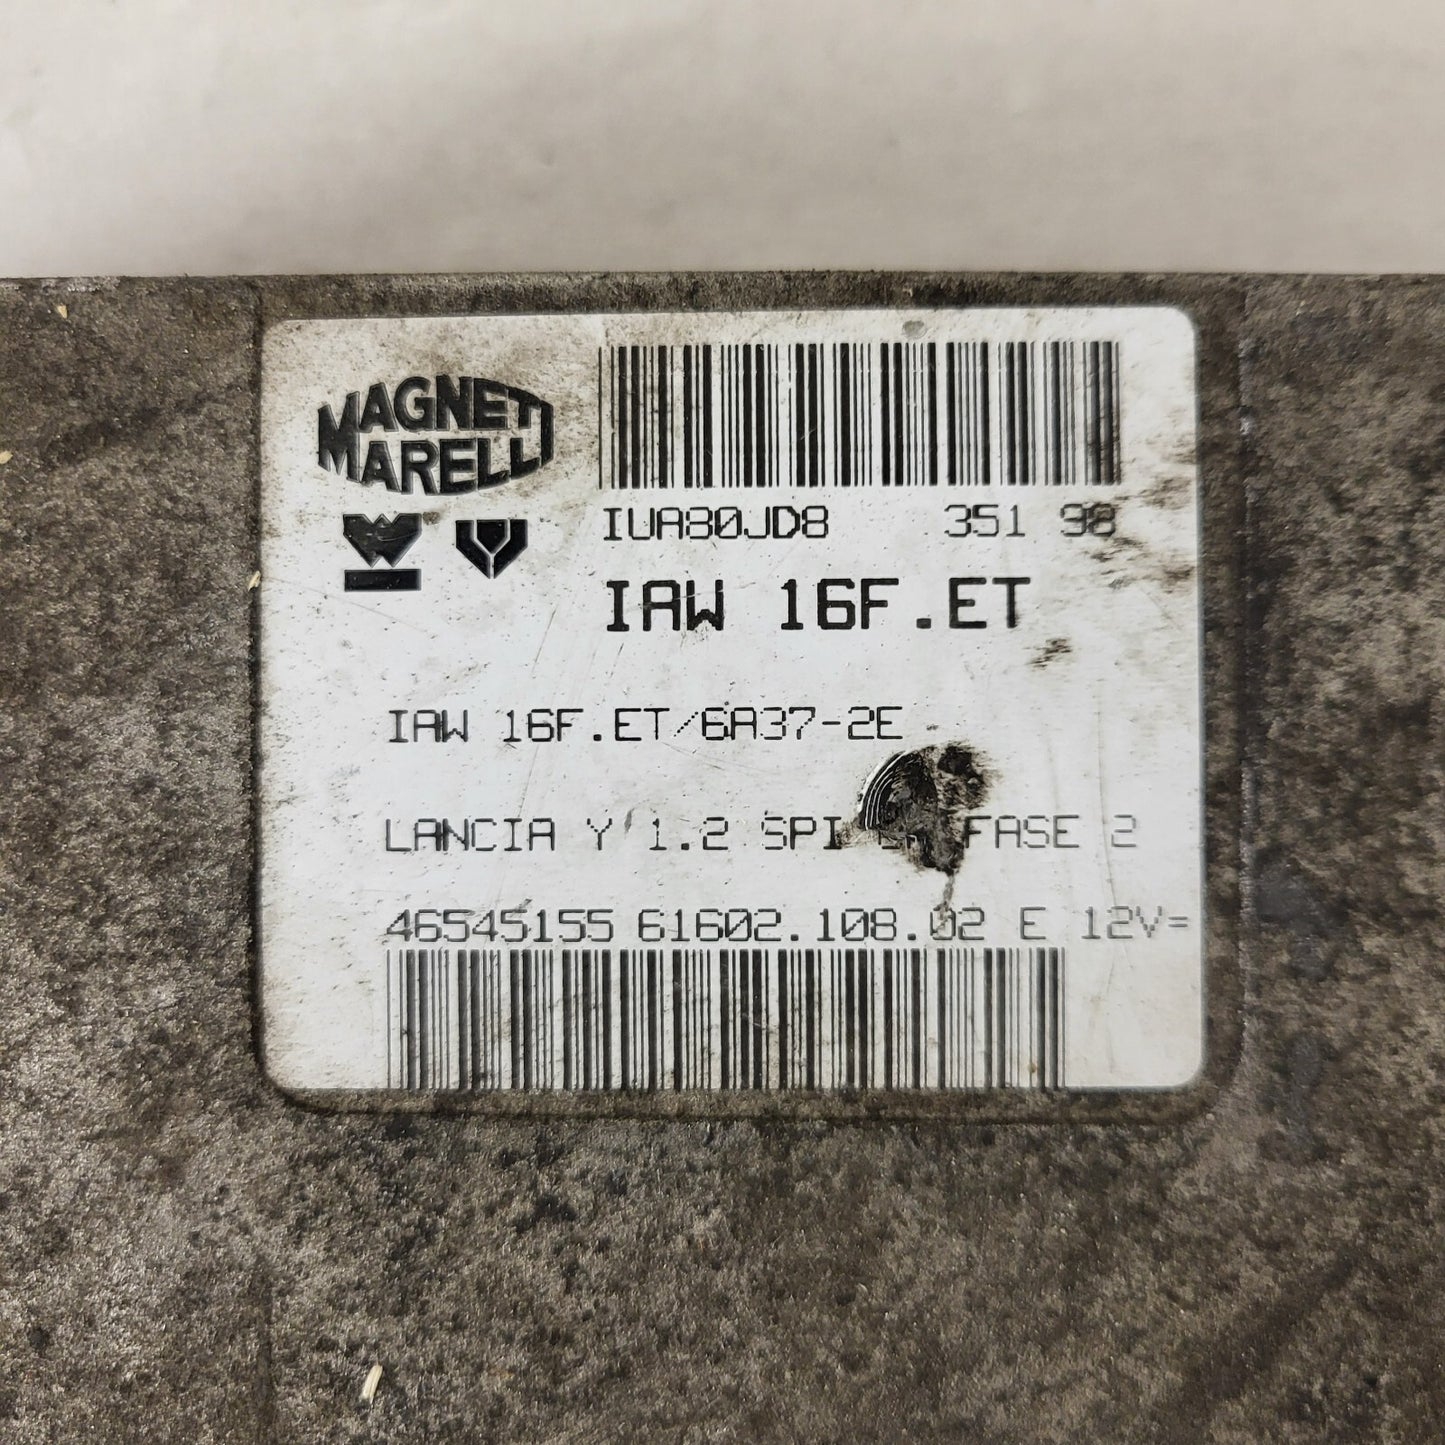 MAGNETI
MARELLI
IUA80JD8 351 98
IAW 16F.ET
IAW 16F.ET/6A37-2E
LANCIA Y 1.2 SPI FASE 2
46545155 61602.108.02 E 12V=